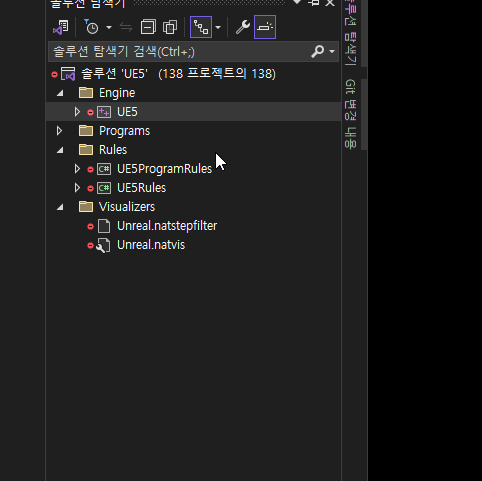 솔루션 탐색기
솔루션 탐색기 검색(Ctrl+;)
솔루션 'UE5' (138 프로젝트의 138)
Engine
UE5
Programs
Rules
C# UE5ProgramRules
C# UE5Rules
Visualizers
Unreal.natstepfilter
Unreal.natvis
솔루션 탐색기
Git 변경 내용